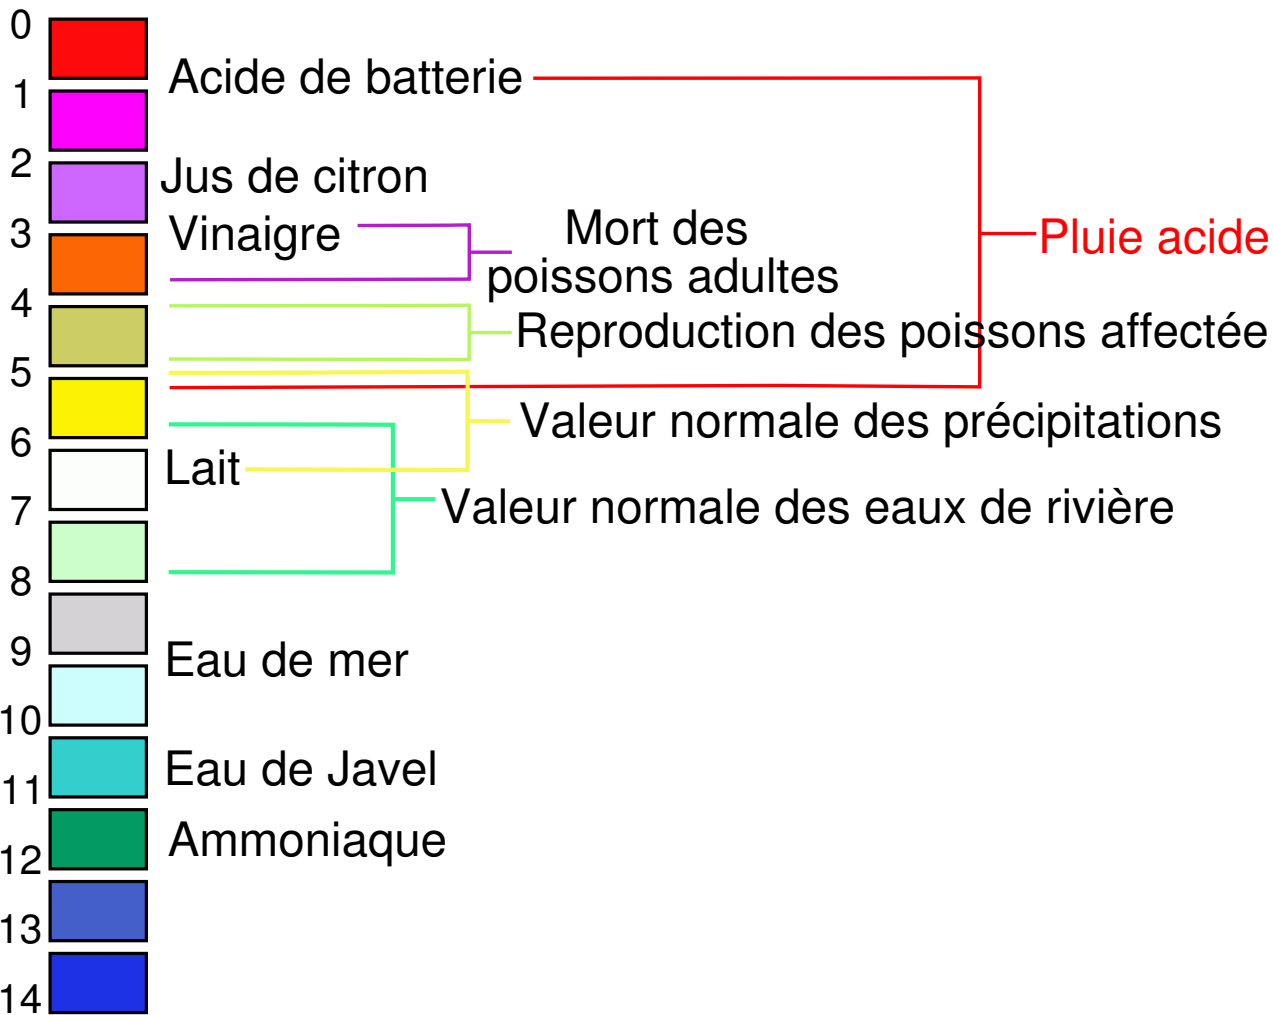 0
1
2
3
4
5
6
7
8
9
10
11
12
13
14
Acide de batterie
Jus de citron
Vinaigre
Mort des
poissons adultes
Pluie acide
Reproduction des poissons affectée
Valeur normale des précipitations
Lait
Valeur normale des eaux de rivière
Eau de mer
Eau de Javel
Ammoniaque